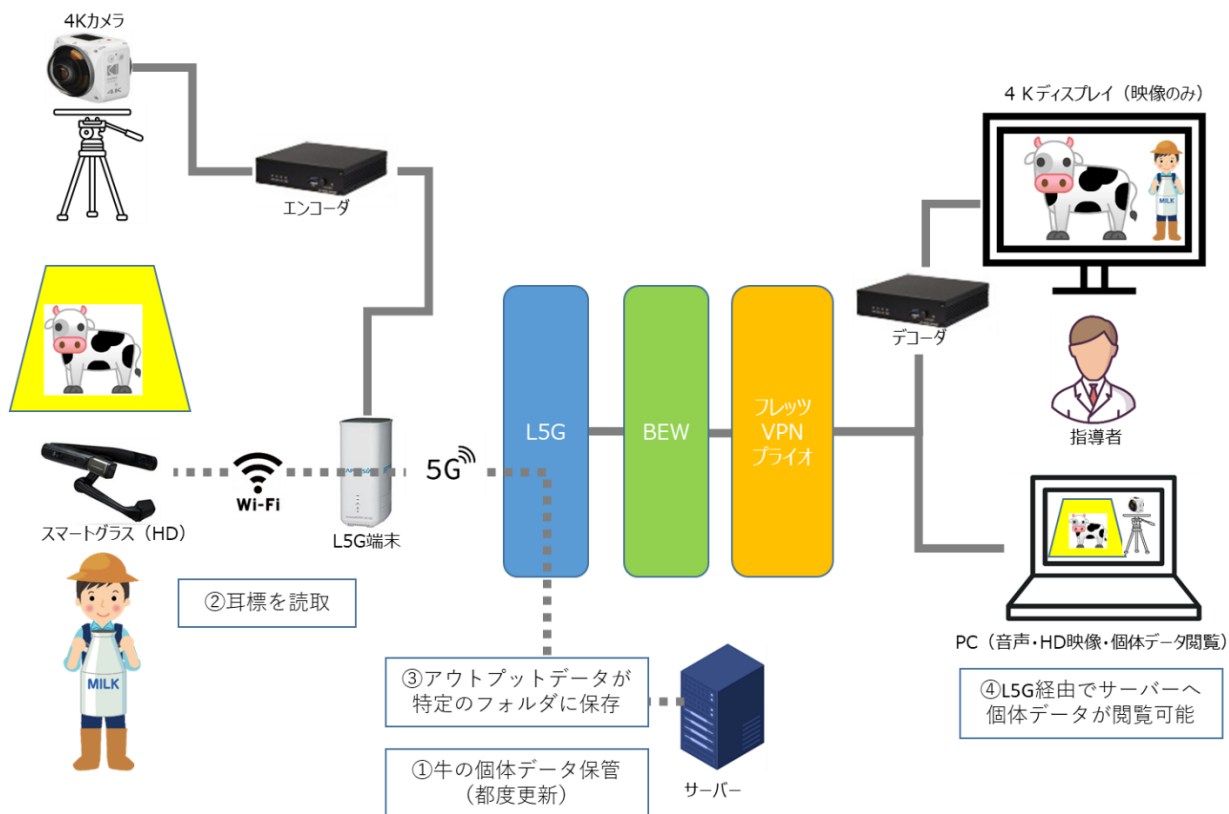 4Kカメラ
KODAK
4K
エンコーダ
4 Kディスプレイ（映像のみ）
MILK
デコーダ
指導者
L5G
BEW
フレッツ
VPN
プライオ
5G
Wi-Fi
スマートグラス（HD）
L5G端末
②耳標を読取
MILK
③アウトプットデータが
特定のフォルダに保存
①牛の個体データ保管
（都度更新）
サーバー
PC（音声・HD映像・個体データ閲覧）
④L5G経由でサーバーへ
個体データが閲覧可能